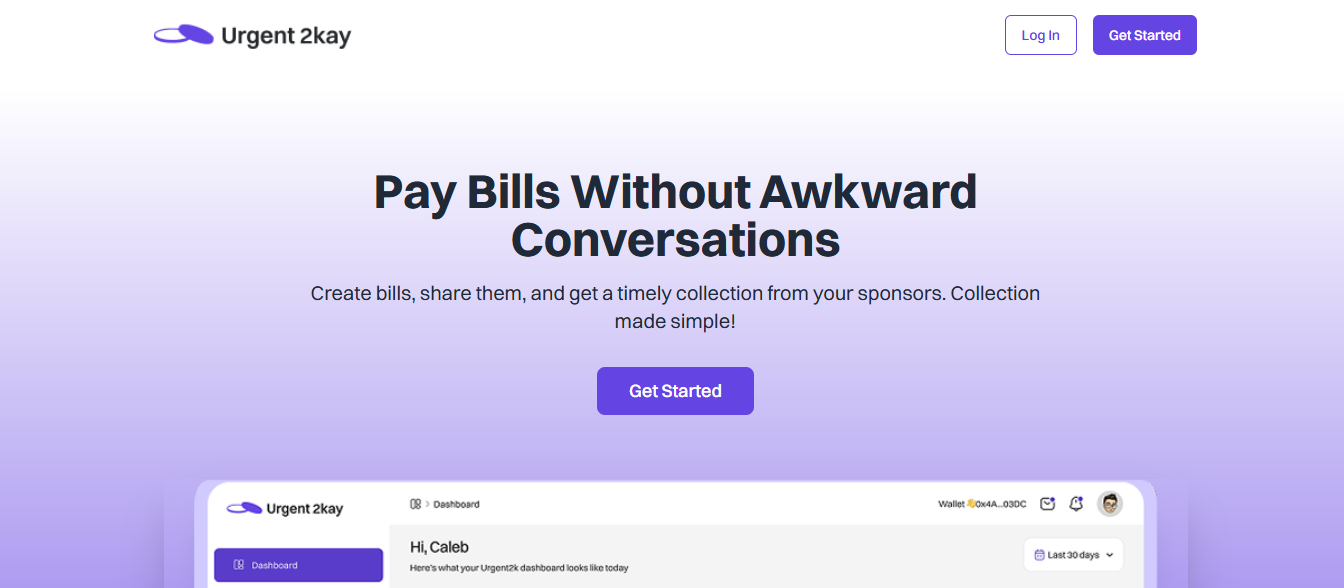 Urgent 2kay
Log In
Get Started
Pay Bills Without Awkward
Conversations
Create bills, share them, and get a timely collection from your sponsors. Collection
made simple!
Get Started
Urgent 2kay
Dashboard
Wallet 👋0x4A...03DC
Dashboard
Hi, Caleb
Here's what your Urgent2k dashboard looks like today
Last 30 days